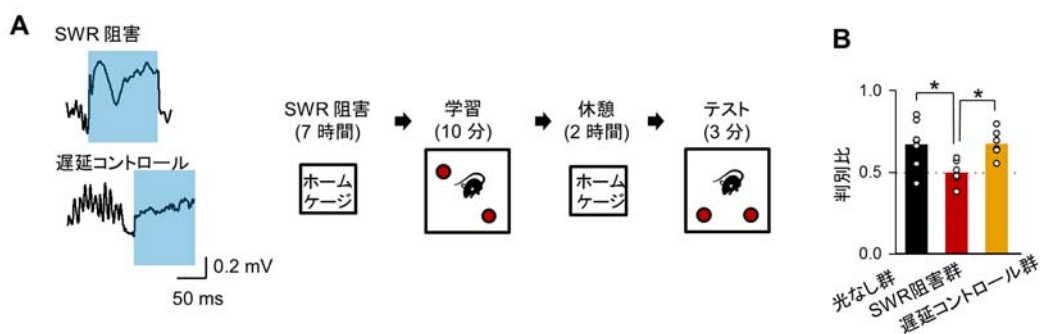 A
SWR 阻害
遅延コントロール
0.2 mV
50 ms
SWR 阻害
(7 時間)
ホーム
ケージ
学習
(10 分)
休憩
(2 時間)
ホーム
ケージ
テスト
(3 分)
B
*
*
判別比
1.0
0.5
0.0
光なし群
SWR阻害群
遅延コントロール群